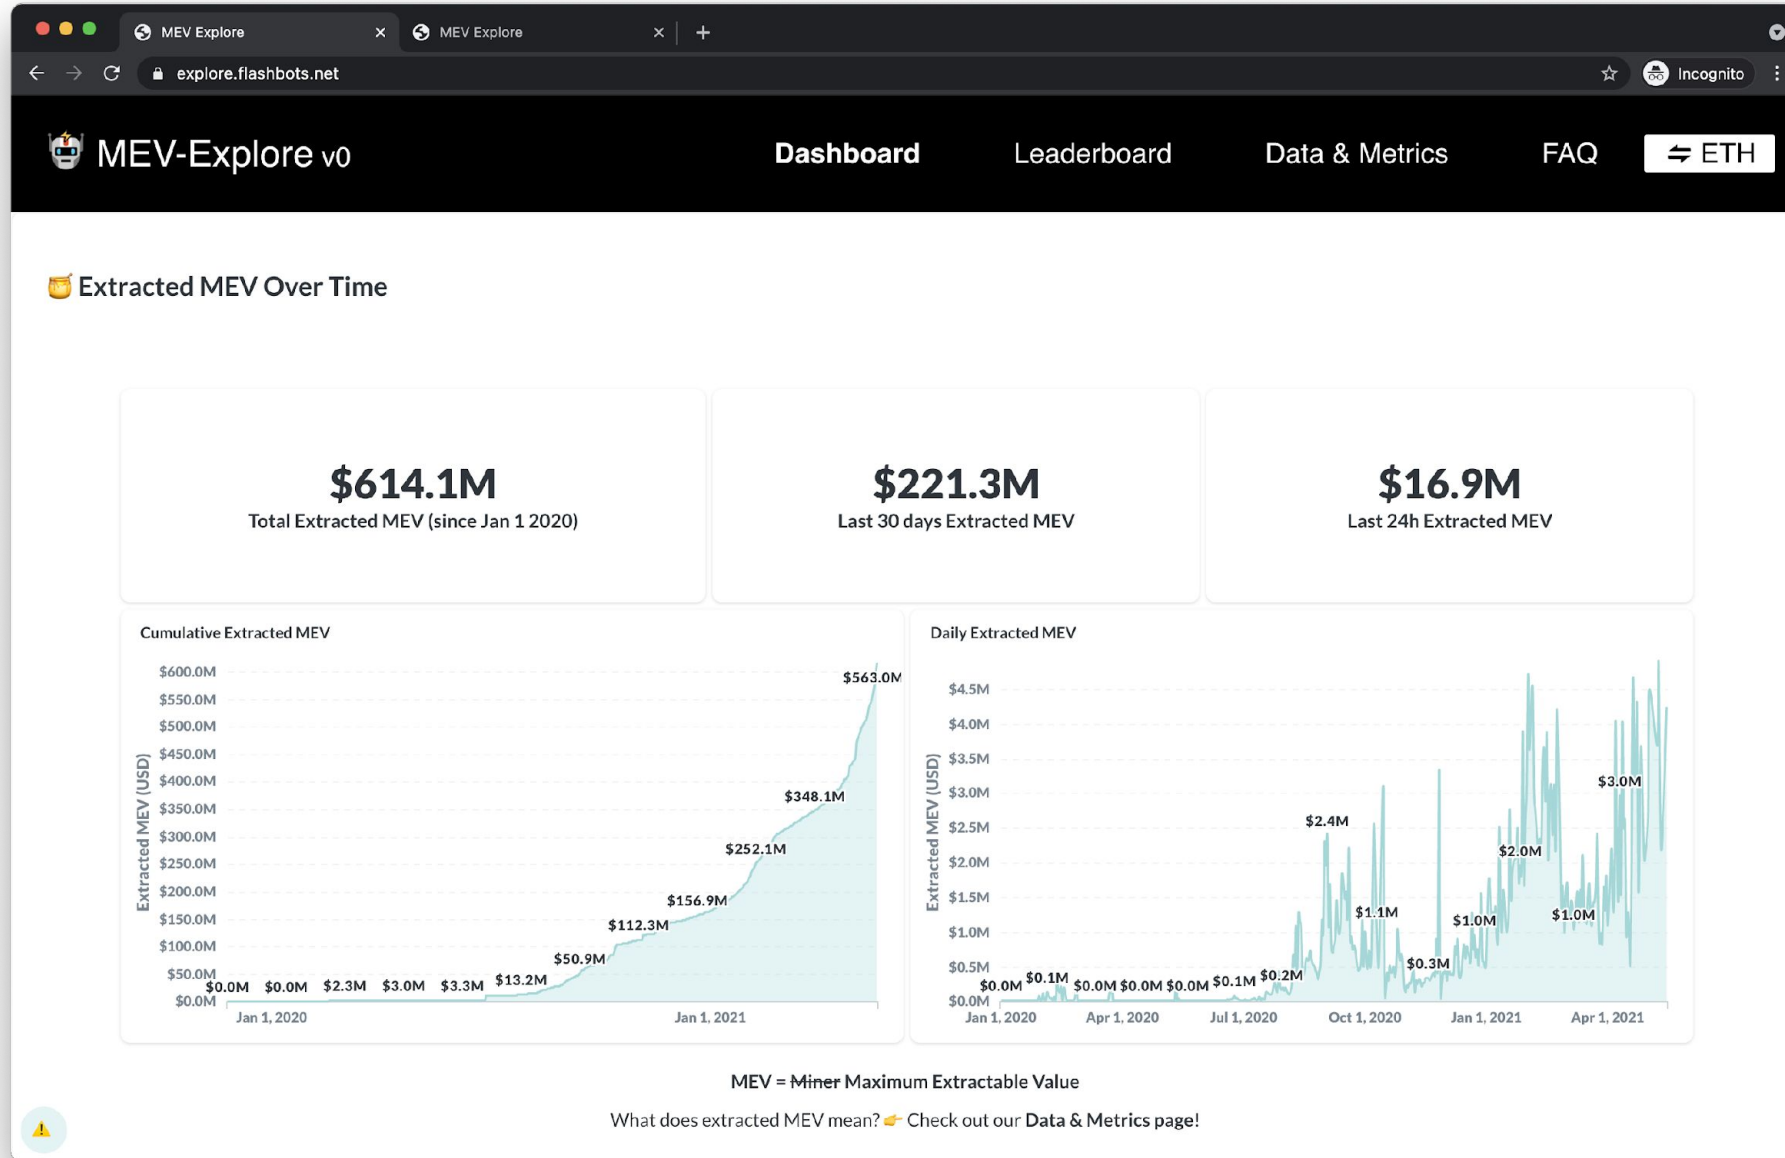 MEV Explore
MEV Explore
explore.flashbots.net
Incognito
MEV-Explore v0
Dashboard
Leaderboard
Data & Metrics
FAQ
⇋ ETH
🍯 Extracted MEV Over Time
$614.1M
Total Extracted MEV (since Jan 1 2020)
$221.3M
Last 30 days Extracted MEV
$16.9M
Last 24h Extracted MEV
Cumulative Extracted MEV
Extracted MEV (USD)
$600.0M
$550.0M
$500.0M
$450.0M
$400.0M
$350.0M
$300.0M
$250.0M
$200.0M
$150.0M
$100.0M
$50.0M
$0.0M
$0.0M
$0.0M
$2.3M
$3.0M
$3.3M
$13.2M
$50.9M
$112.3M
$156.9M
$252.1M
$348.1M
$563.0M
Jan 1, 2020
Jan 1, 2021
Daily Extracted MEV
Extracted MEV (USD)
$4.5M
$4.0M
$3.5M
$3.0M
$2.5M
$2.0M
$1.5M
$1.0M
$0.5M
$0.0M
$0.0M
$0.1M
$0.0M
$0.0M
$0.0M
$0.1M
$0.2M
$2.4M
$1.1M
$0.3M
$1.0M
$2.0M
$1.0M
$3.0M
Jan 1, 2020
Apr 1, 2020
Jul 1, 2020
Oct 1, 2020
Jan 1, 2021
Apr 1, 2021
MEV = Miner Maximum Extractable Value
What does extracted MEV mean? 👉 Check out our Data & Metrics page!